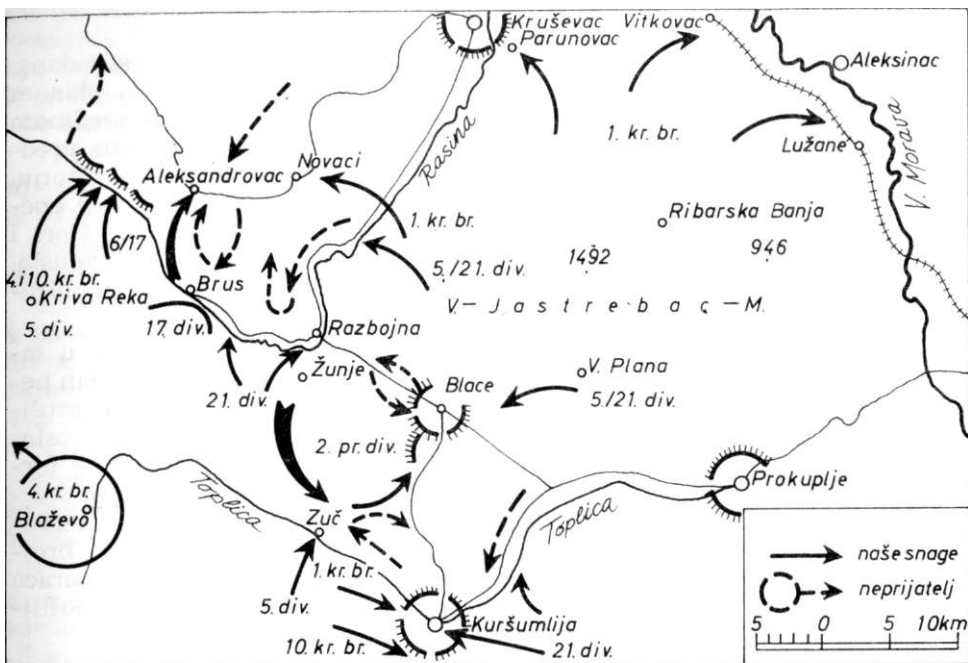 Kruševac
Vitkovac
Parunovac
Aleksinac
1. kr. br.
Lužane
V. Morava
Rasina
Novaci
Aleksandrovac
1. kr. br.
Ribarska Banja
1492
946
6/17
4.i 10. kr. br.
Brus
5./21. div.
Kriva Reka
V. – Jastrebac – M.
5. div.
17. div.
Razbojna
Žunje
V. Plana
Blace
21. div.
5./21. div.
2. pr. div.
4. kr. br.
Blaževo
Toplica
Zuč
Toplica
Prokuplje
1. kr. br.
5. div.
10. kr. br.
Kuršumlija
21. div.
naše snage
neprijatelj
5 0 5 10km